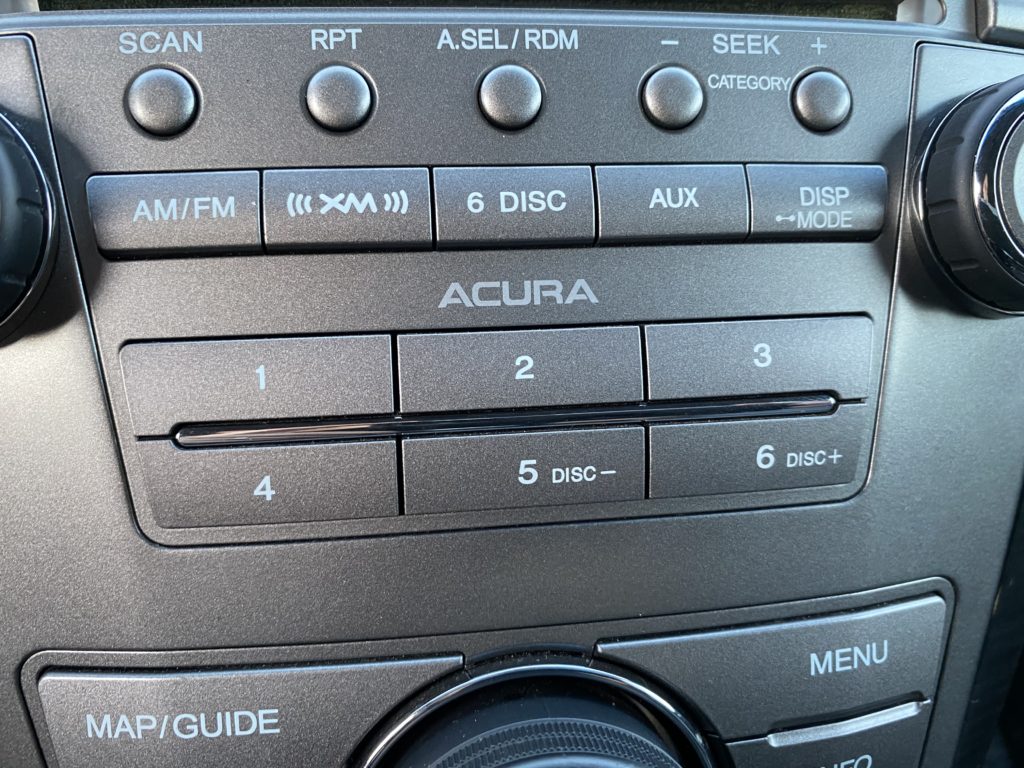 SCAN RPT A.SEL/RDM − SEEK +
CATEGORY
AM/FM XM 6 DISC AUX DISP
MODE
ACURA
1 2 3
4 5 DISC− 6 DISC+
MENU
MAP/GUIDE